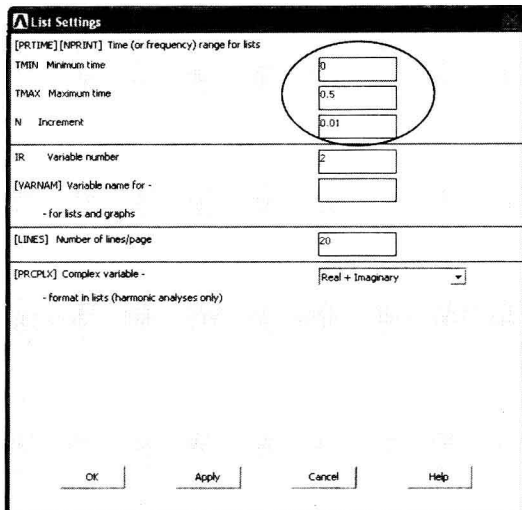 List Settings
[PRTIME][NPRINT] Time (or frequency) range for lists
TMIN Minimum time 0
TMAX Maximum time 0.5
N Increment 0.01
IR Variable number 2
[VARNAM] Variable name for -
- for lists and graphs
[LINES] Number of lines/page 20
[PRCPLX] Complex variable - Real + Imaginary
- format in lists (harmonic analyses only)
OK Apply Cancel Help